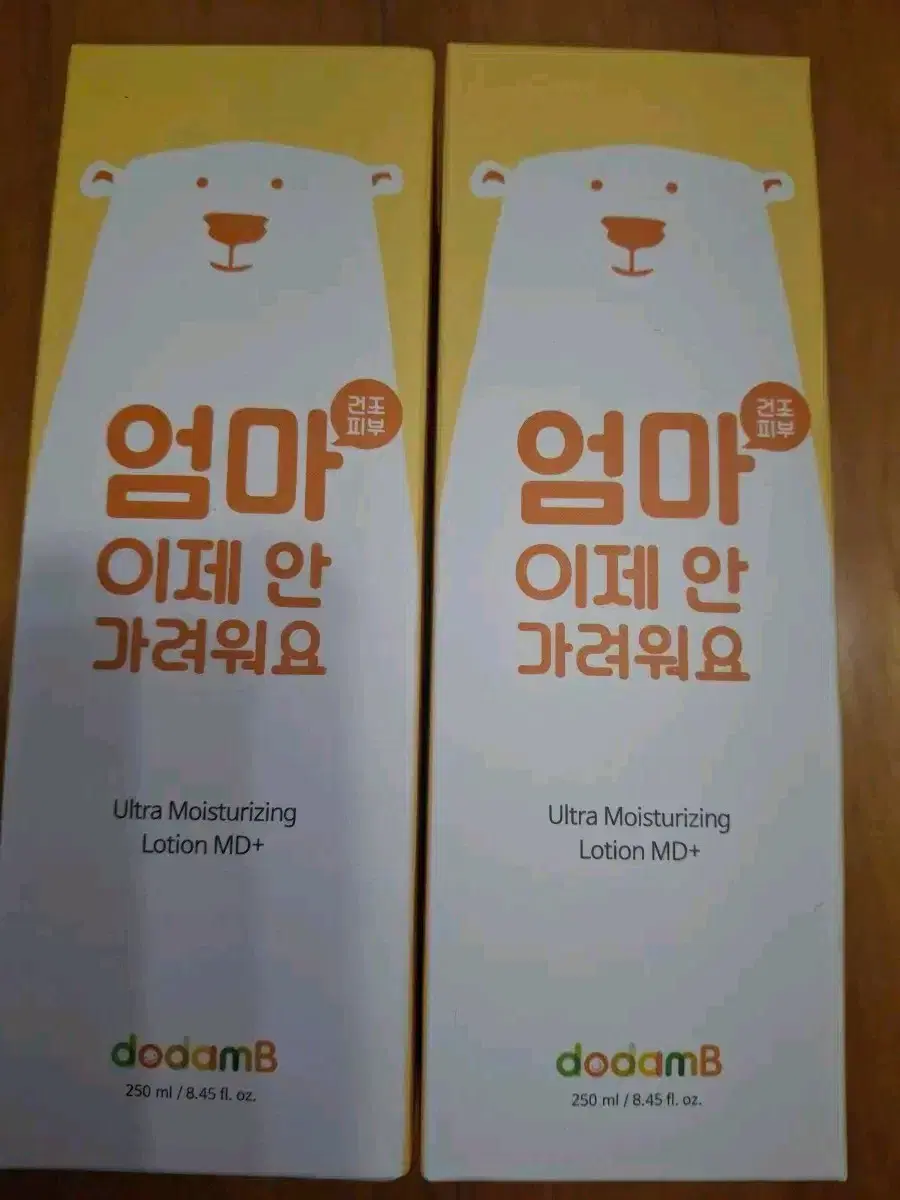 건조
피부
엄마
이제 안
가려워요
Ultra Moisturizing
Lotion MD+
dodamB
250 ml / 8.45 fl. oz.
건조
피부
엄마
이제 안
가려워요
Ultra Moisturizing
Lotion MD+
dodamB
250 ml / 8.45 fl. oz.